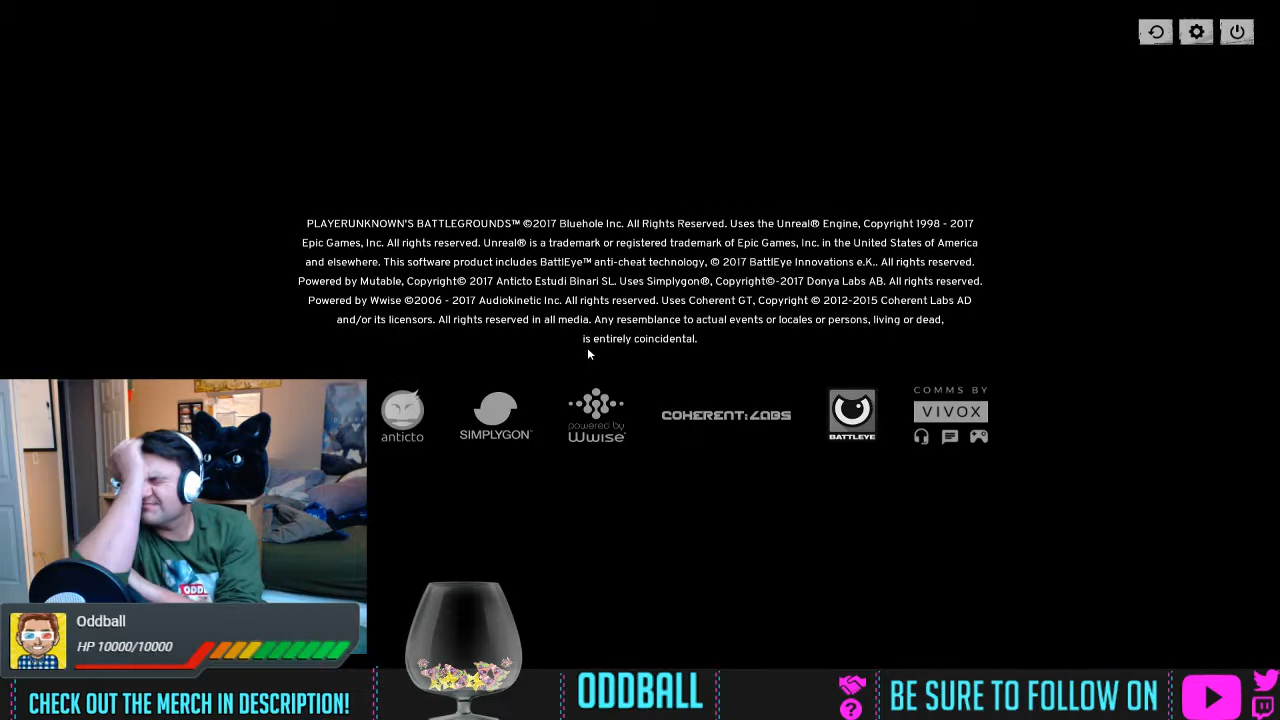 PLAYERUNKNOWN'S BATTLEGROUNDS™ ©2017 Bluehole Inc. All Rights Reserved. Uses the Unreal® Engine, Copyright 1998 - 2017
Epic Games, Inc. All rights reserved. Unreal® is a trademark or registered trademark of Epic Games, Inc. in the United States of America
and elsewhere. This software product includes BattlEye™ anti-cheat technology, © 2017 BattlEye Innovations e.K.. All rights reserved.
Powered by Mutable, Copyright© 2017 Anticto Estudi Binari SL. Uses Simplygon®, Copyright©-2017 Donya Labs AB. All rights reserved.
Powered by Wwise ©2006 - 2017 Audiokinetic Inc. All rights reserved. Uses Coherent GT, Copyright © 2012-2015 Coherent Labs AD
and/or its licensors. All rights reserved in all media. Any resemblance to actual events or locales or persons, living or dead,
is entirely coincidental.
anticto
SIMPLYGON™
powered by
Wwise
COHERENT:LABS
BATTLEYE
COMMS BY
VIVOX
ODDB
Oddball
HP 10000/10000
CHECK OUT THE MERCH IN DESCRIPTION!
ODDBALL
?
BE SURE TO FOLLOW ON